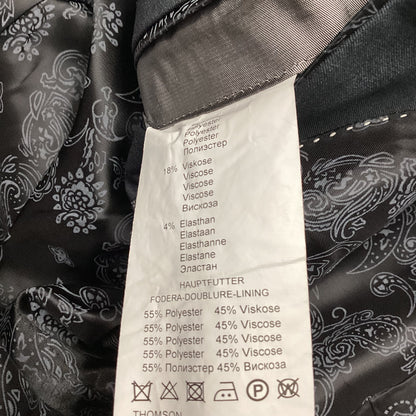 Polyester
Polyester
Polyester
Полиэстер
18% Viskose
Viscose
Viscose
Viscose
Вискоза
4% Elasthan
Elastaan
Elasthanne
Elastane
Эластан
HAUPTFUTTER
FODERA-DOUBLURE-LINING
55% Polyester 45% Viskose
55% Polyester 45% Viscose
55% Polyester 45% Viscose
55% Polyester 45% Viscose
55% Полиэстер 45% Вискоза
P W
THOMSON